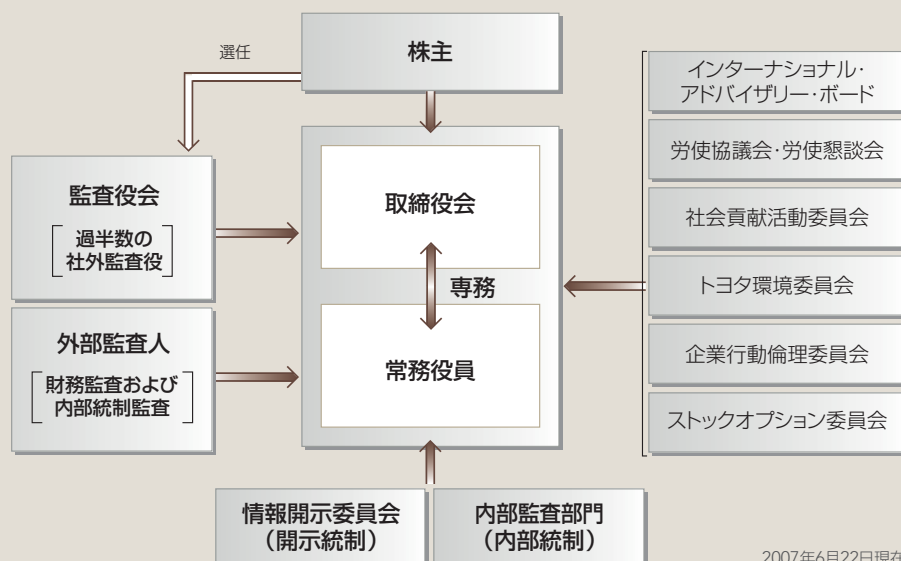 選任
株主
監査役会
過半数の
社外監査役
外部監査人
財務監査および
内部統制監査
取締役会
専務
常務役員
インターナショナル・
アドバイザリー・ボード
労使協議会・労使懇談会
社会貢献活動委員会
トヨタ環境委員会
企業行動倫理委員会
ストックオプション委員会
情報開示委員会
（開示統制）
内部監査部門
（内部統制）
2007年6月22日現在